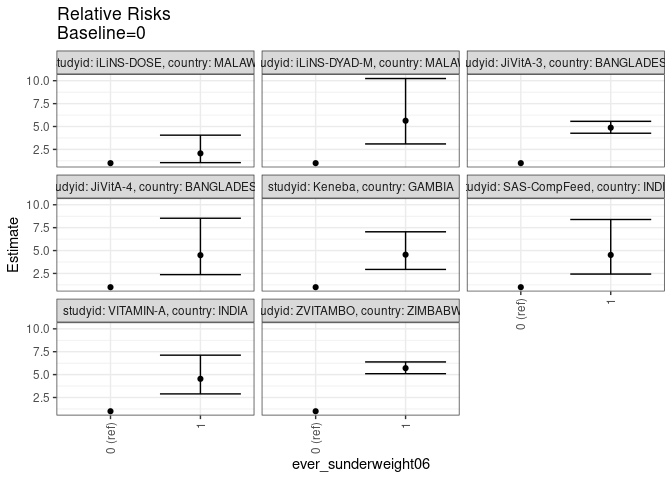 Relative Risks
Baseline=0
tudyid: iLiNS-DOSE, country: MALAW
udyid: iLiNS-DYAD-M, country: MALAW
udyid: JiVitA-3, country: BANGLADES
10.0
7.5
5.0
2.5
udyid: JiVitA-4, country: BANGLADES
studyid: Keneba, country: GAMBIA
tudyid: SAS-CompFeed, country: INDI
10.0
7.5
5.0
2.5
studyid: VITAMIN-A, country: INDIA
udyid: ZVITAMBO, country: ZIMBABW
10.0
7.5
5.0
2.5
0 (ref)
1
0 (ref)
1
0 (ref)
1
Estimate
ever_sunderweight06